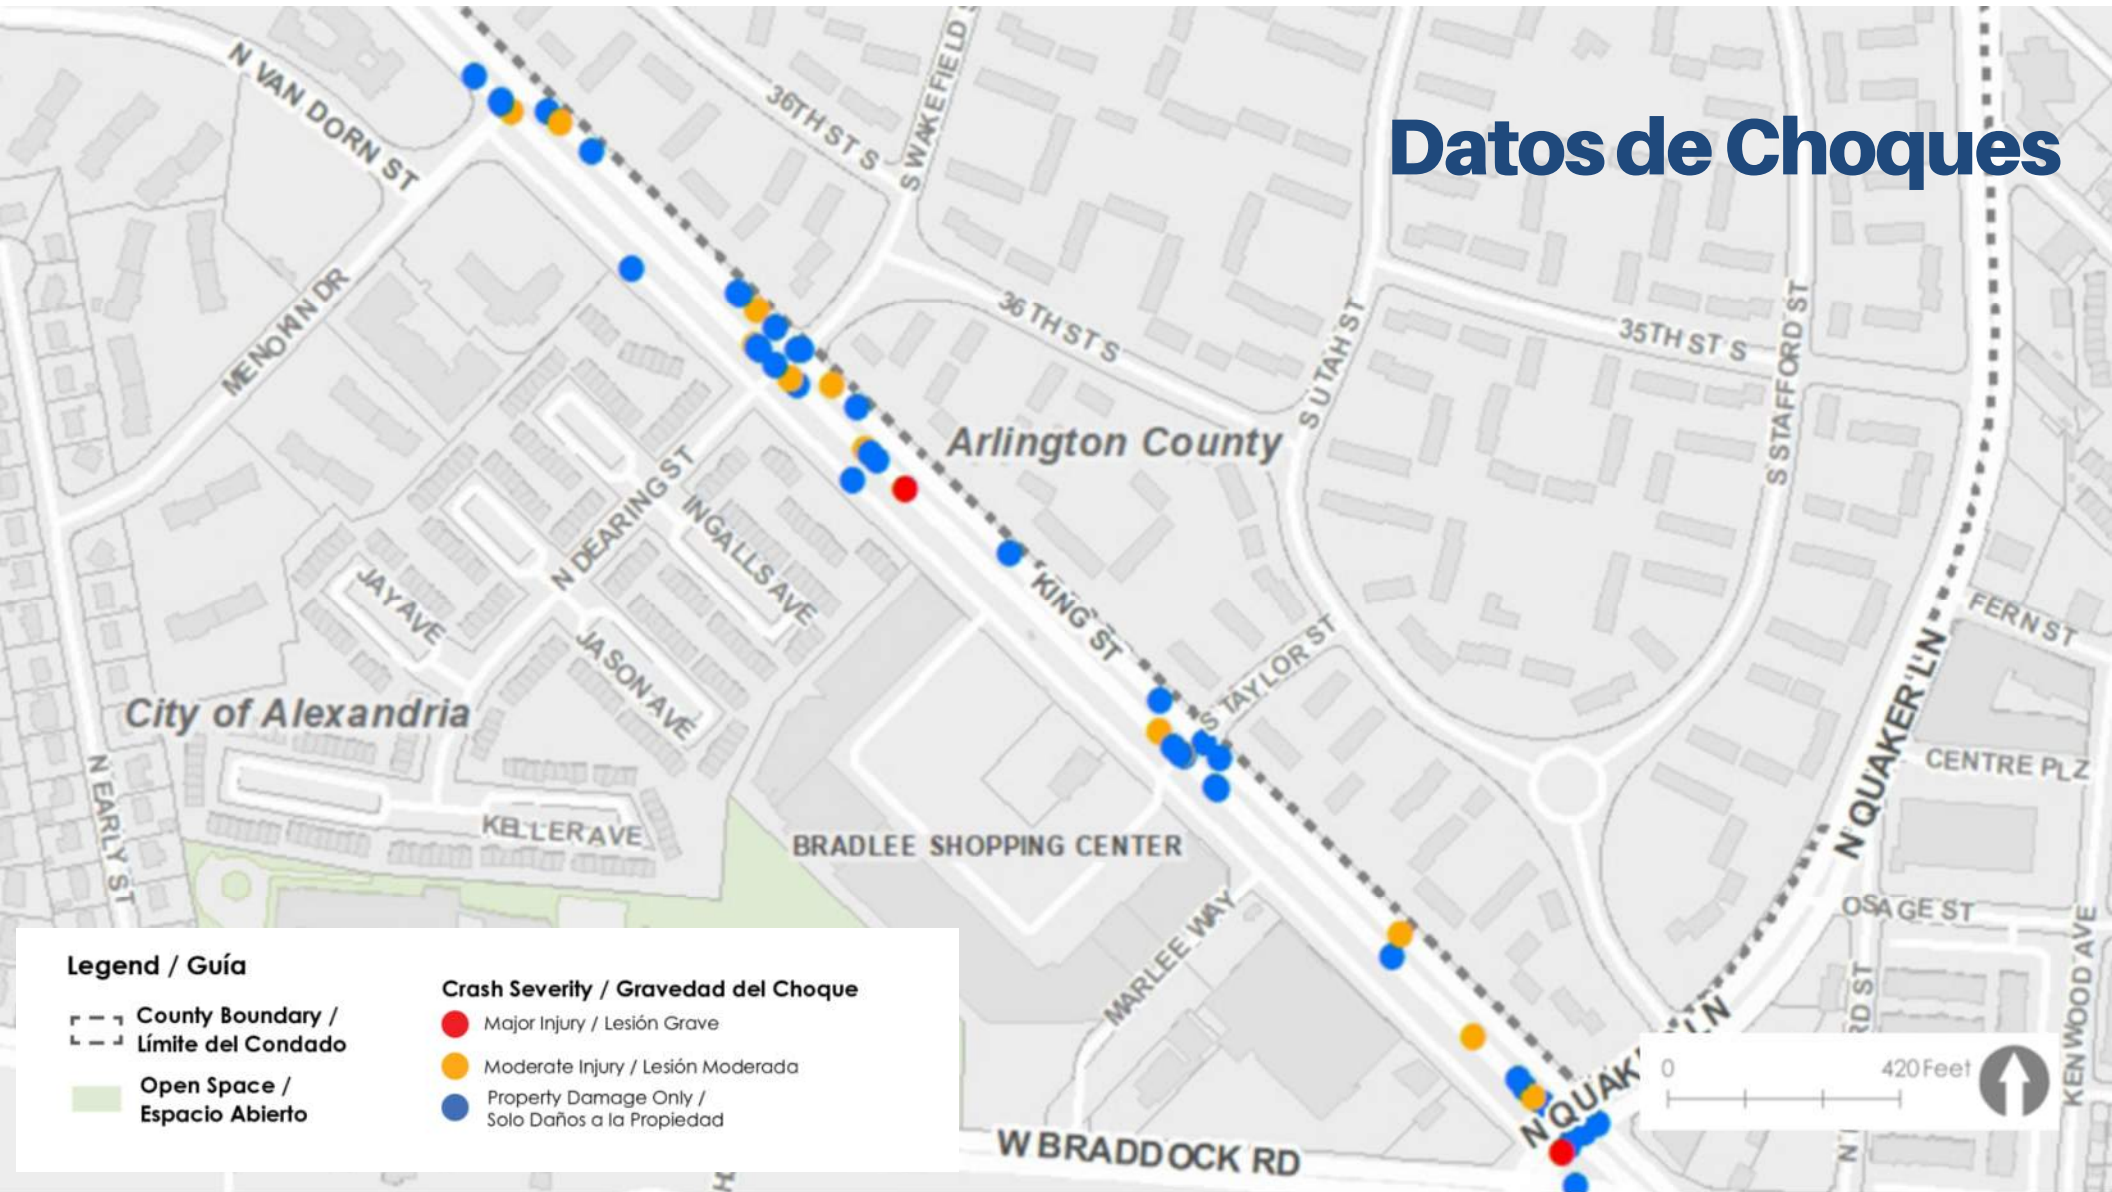 Datos de Choques
N VAN DORN ST
36TH ST S
S WAKEFIELD
MENOKIN DR
36TH ST S
S UTAH ST
35TH ST S
S STAFFORD ST
Arlington County
N DEARING ST
INGALLS AVE
JAY AVE
JASON AVE
KING ST
S TAYLOR ST
FERN ST
N QUAKER LN
City of Alexandria
CENTRE PLZ
N EARLY ST
KELLER AVE
BRADLEE SHOPPING CENTER
OSAGE ST
MARLEE WAY
KENWOOD AVE
RD ST
N
N QUAK
LN
W BRADDOCK RD
Legend / Guía
County Boundary /
Límite del Condado
Open Space /
Espacio Abierto
Crash Severity / Gravedad del Choque
Major Injury / Lesión Grave
Moderate Injury / Lesión Moderada
Property Damage Only /
Solo Daños a la Propiedad
0
420 Feet